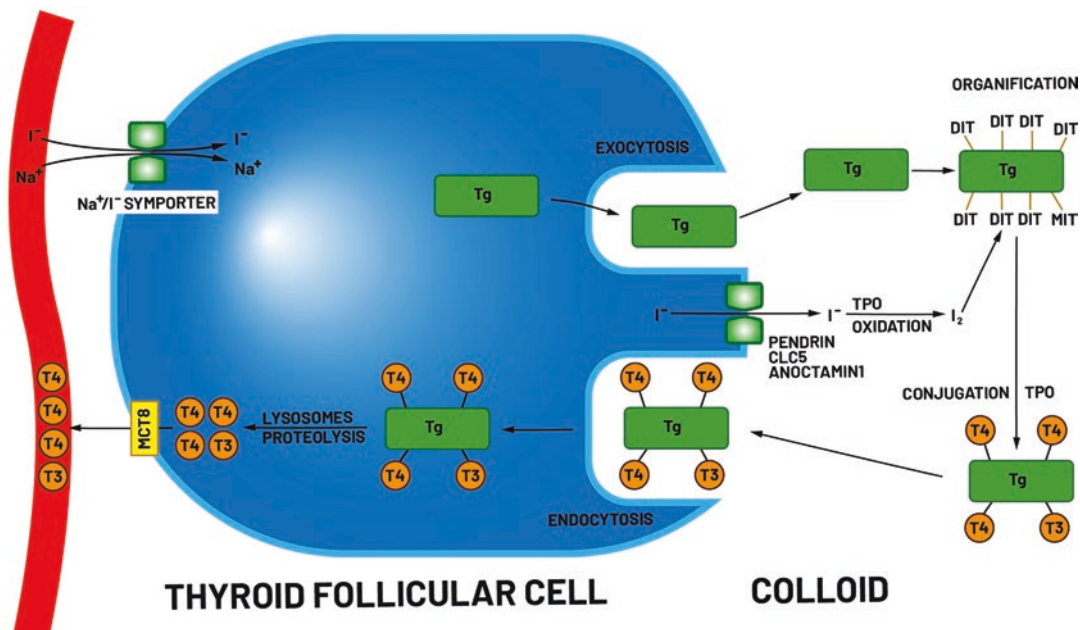 I⁻
Na⁺
I⁻
Na⁺
Na⁺/I⁻ SYMPORTER
EXOCYTOSIS
Tg
Tg
Tg
ORGANIFICATION
DIT DIT DIT DIT
Tg
DIT DIT DIT MIT
I⁻
PENDRIN
CLC5
ANOCTAMIN1
I⁻
TPO
OXIDATION
I₂
CONJUGATION TPO
T4 T4
Tg
T4 T3
T4 T4
Tg
T4 T3
ENDOCYTOSIS
T4 T4
Tg
T4 T3
LYSOSOMES
PROTEOLYSIS
T4 T4
T4 T3
MCT8
T4
T4
T4
T3
THYROID FOLLICULAR CELL
COLLOID